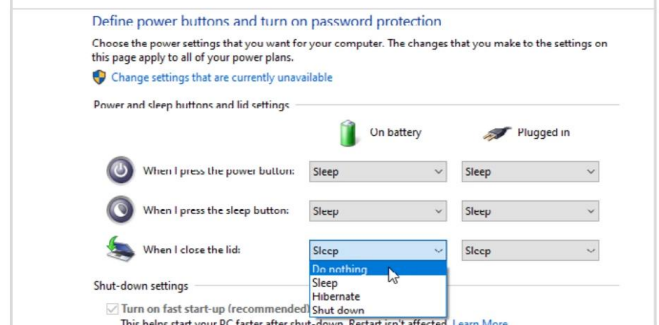 Define power buttons and turn on password protection
Choose the power settings that you want for your computer. The changes that you make to the settings on
this page apply to all of your power plans.
Change settings that are currently unavailable
Power and sleep buttons and lid settings
On battery Plugged in
When I press the power button: Sleep Sleep
When I press the sleep button: Sleep Sleep
When I close the lid: Sleep Sleep
Do nothing
Sleep
Hibernate
Shut down
Shut-down settings
Turn on fast start-up (recommended)
This helps start your PC faster after shut-down. Restart isn't affected. Learn More